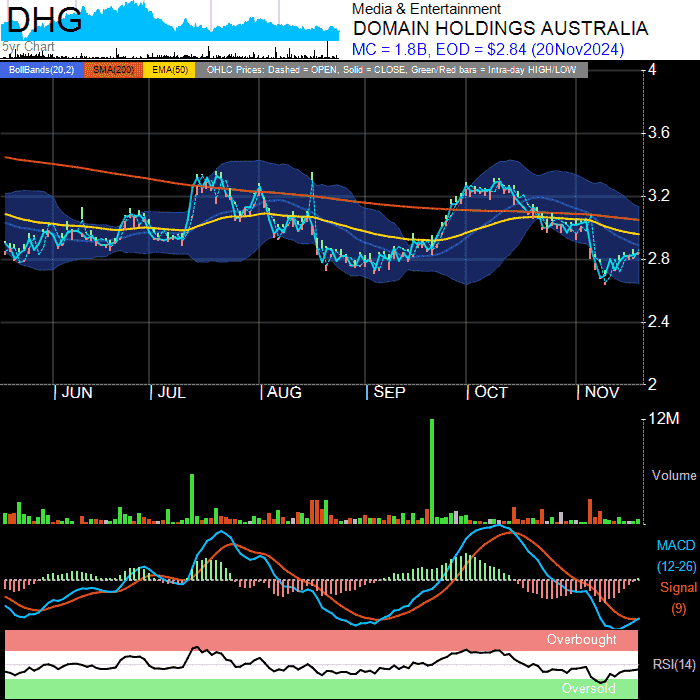 DHG
5yr Chart
Media & Entertainment
DOMAIN HOLDINGS AUSTRALIA
MC = 1.8B, EOD = $2.84 (20Nov2024)
BollBands(20,2) SMA(200) EMA(50) OHLC Prices: Dashed = OPEN, Solid = CLOSE, Green/Red bars = Intra-day HIGH/LOW
4
3.6
3.2
2.8
2.4
2
| JUN | JUL | AUG | SEP | OCT | NOV
12M
Volume
MACD
(12-26)
Signal
(9)
Overbought
RSI(14)
Oversold